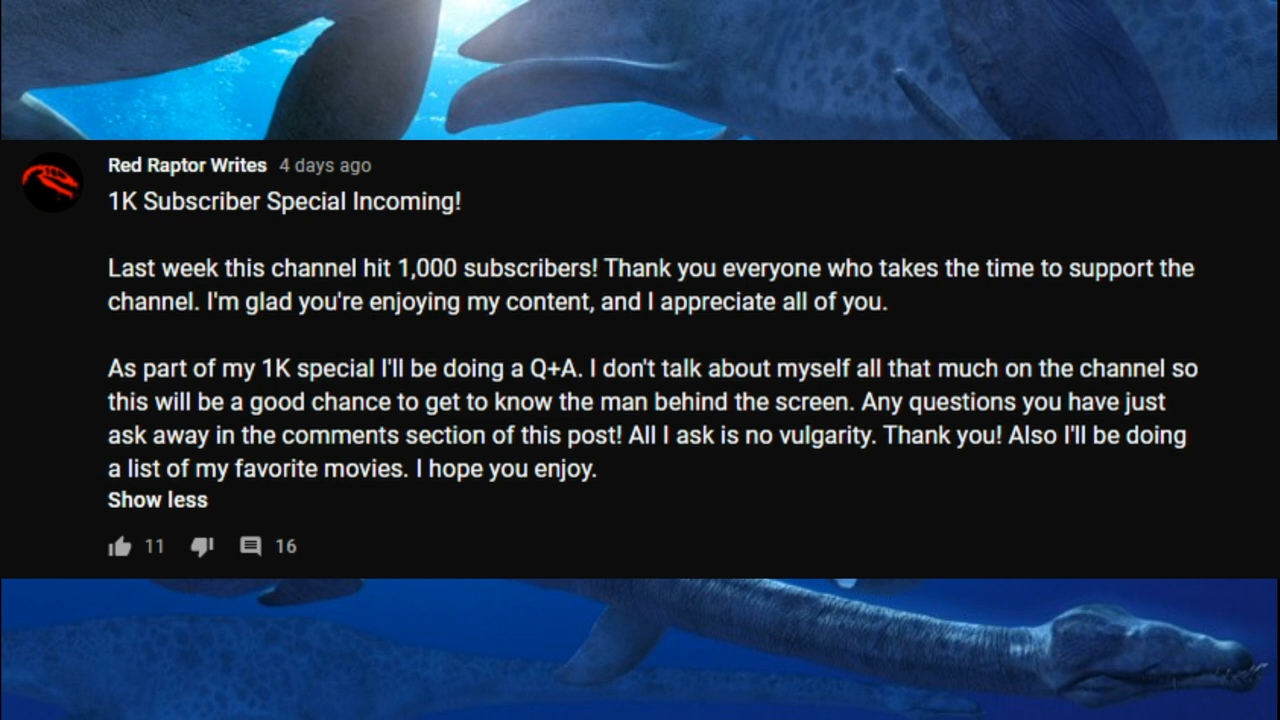 Red Raptor Writes 4 days ago
1K Subscriber Special Incoming!
Last week this channel hit 1,000 subscribers! Thank you everyone who takes the time to support the
channel. I'm glad you're enjoying my content, and I appreciate all of you.
As part of my 1K special I'll be doing a Q+A. I don't talk about myself all that much on the channel so
this will be a good chance to get to know the man behind the screen. Any questions you have just
ask away in the comments section of this post! All I ask is no vulgarity. Thank you! Also I'll be doing
a list of my favorite movies. I hope you enjoy.
Show less
11 16